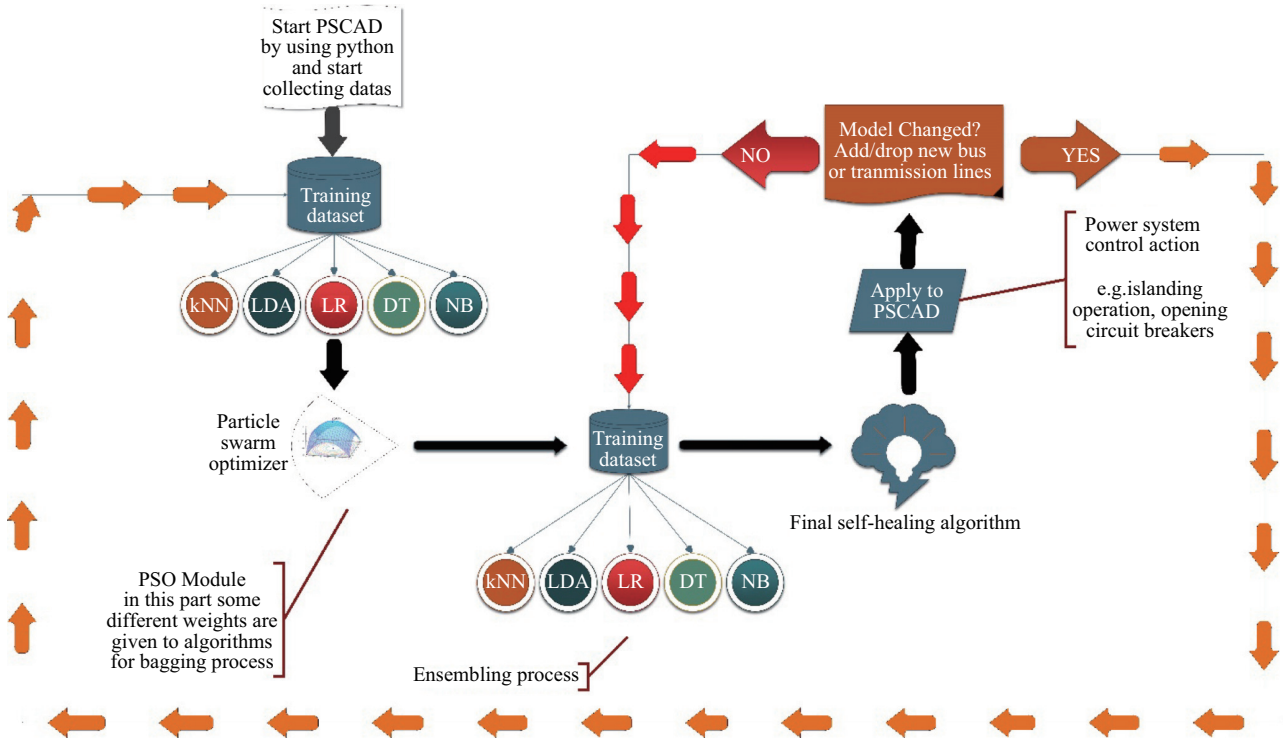 Start PSCAD
by using python
and start
collecting datas
Training
dataset
kNN
LDA
LR
DT
NB
Particle
swarm
optimizer
PSO Module
in this part some
different weights are
given to algorithms
for bagging process
NO
Model Changed?
Add/drop new bus
or tranmission lines
YES
Power system
control action
e.g.islanding
operation, opening
circuit breakers
Apply to
PSCAD
Training
dataset
Final self-healing algorithm
kNN
LDA
LR
DT
NB
Ensembling process